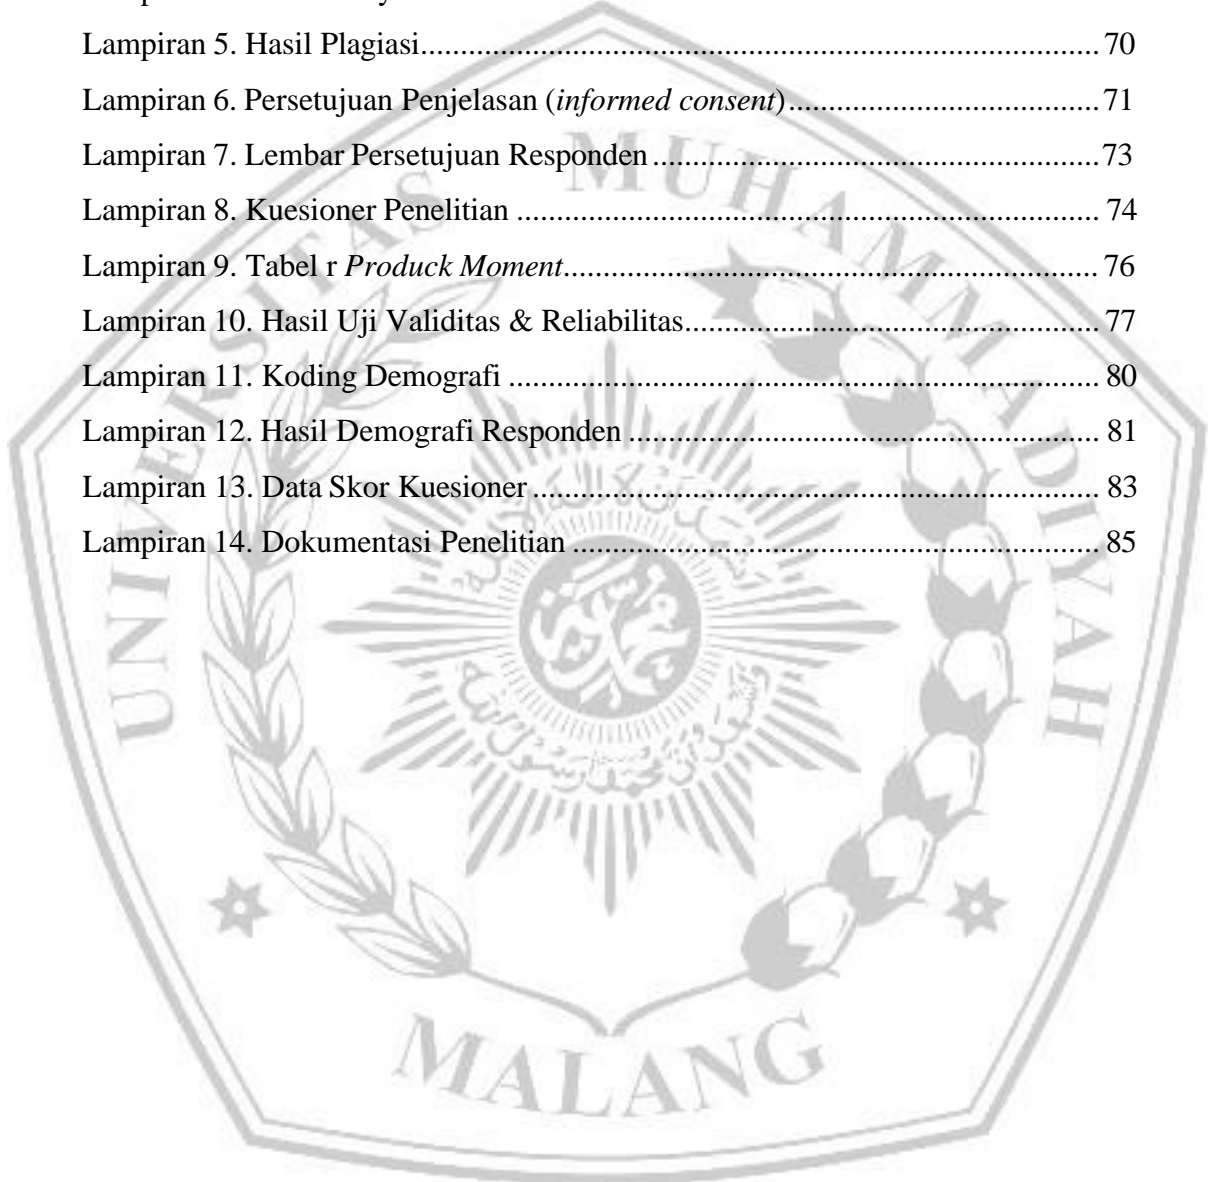 Lampiran 5. Hasil Plagiasi.................................................................................... 70
Lampiran 6. Persetujuan Penjelasan (informed consent)......................................71
Lampiran 7. Lembar Persetujuan Responden.......................................................73
Lampiran 8. Kuesioner Penelitian ........................................................................ 74
Lampiran 9. Tabel r Produck Moment.................................................................. 76
Lampiran 10. Hasil Uji Validitas & Reliabilitas................................................... 77
Lampiran 11. Koding Demografi ......................................................................... 80
Lampiran 12. Hasil Demografi Responden .......................................................... 81
Lampiran 13. Data Skor Kuesioner ...................................................................... 83
Lampiran 14. Dokumentasi Penelitian ................................................................. 85
UNIVERSITAS MUHAMMADIYAH
MALANG